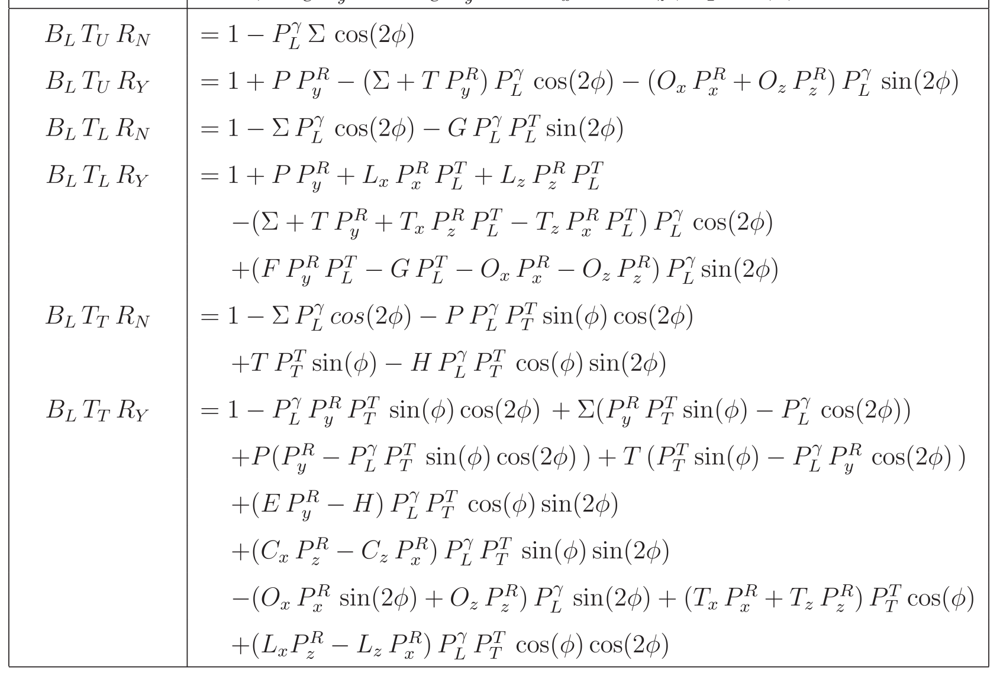 B_L T_U R_N = 1 − P_L^γ Σ cos(2ϕ)
B_L T_U R_Y = 1 + P P_y^R − (Σ + T P_y^R) P_L^γ cos(2ϕ) − (O_x P_x^R + O_z P_z^R) P_L^γ sin(2ϕ)
B_L T_L R_N = 1 − Σ P_L^γ cos(2ϕ) − G P_L^γ P_L^T sin(2ϕ)
B_L T_L R_Y = 1 + P P_y^R + L_x P_x^R P_L^T + L_z P_z^R P_L^T
−(Σ + T P_y^R + T_x P_z^R P_L^T − T_z P_x^R P_L^T) P_L^γ cos(2ϕ)
+(F P_y^R P_L^T − G P_L^T − O_x P_x^R − O_z P_z^R) P_L^γ sin(2ϕ)
B_L T_T R_N = 1 − Σ P_L^γ cos(2ϕ) − P P_L^γ P_T^T sin(ϕ) cos(2ϕ)
+T P_T^T sin(ϕ) − H P_L^γ P_T^T cos(ϕ) sin(2ϕ)
B_L T_T R_Y = 1 − P_L^γ P_y^R P_T^T sin(ϕ) cos(2ϕ) + Σ(P_y^R P_T^T sin(ϕ) − P_L^γ cos(2ϕ))
+P(P_y^R − P_L^γ P_T^T sin(ϕ) cos(2ϕ) ) + T (P_T^T sin(ϕ) − P_L^γ P_y^R cos(2ϕ) )
+(E P_y^R − H) P_L^γ P_T^T cos(ϕ) sin(2ϕ)
+(C_x P_z^R − C_z P_x^R) P_L^γ P_T^T sin(ϕ) sin(2ϕ)
−(O_x P_x^R sin(2ϕ) + O_z P_z^R) P_L^γ sin(2ϕ) + (T_x P_x^R + T_z P_z^R) P_T^T cos(ϕ)
+(L_x P_z^R − L_z P_x^R) P_L^γ P_T^T cos(ϕ) cos(2ϕ)